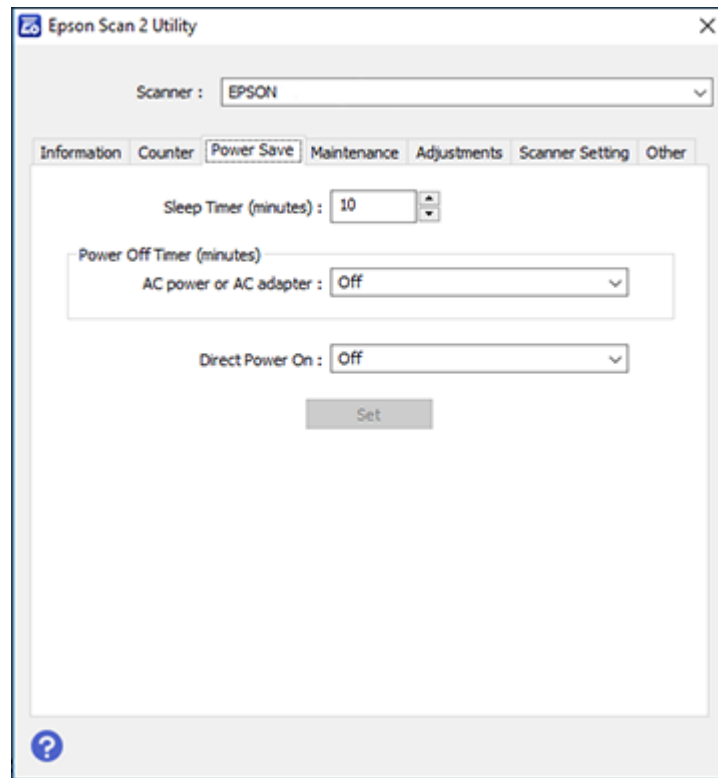 Epson Scan 2 Utility
Scanner : EPSON
Information Counter Power Save Maintenance Adjustments Scanner Setting Other
Sleep Timer (minutes) : 10
Power Off Timer (minutes)
AC power or AC adapter : Off
Direct Power On : Off
Set
?